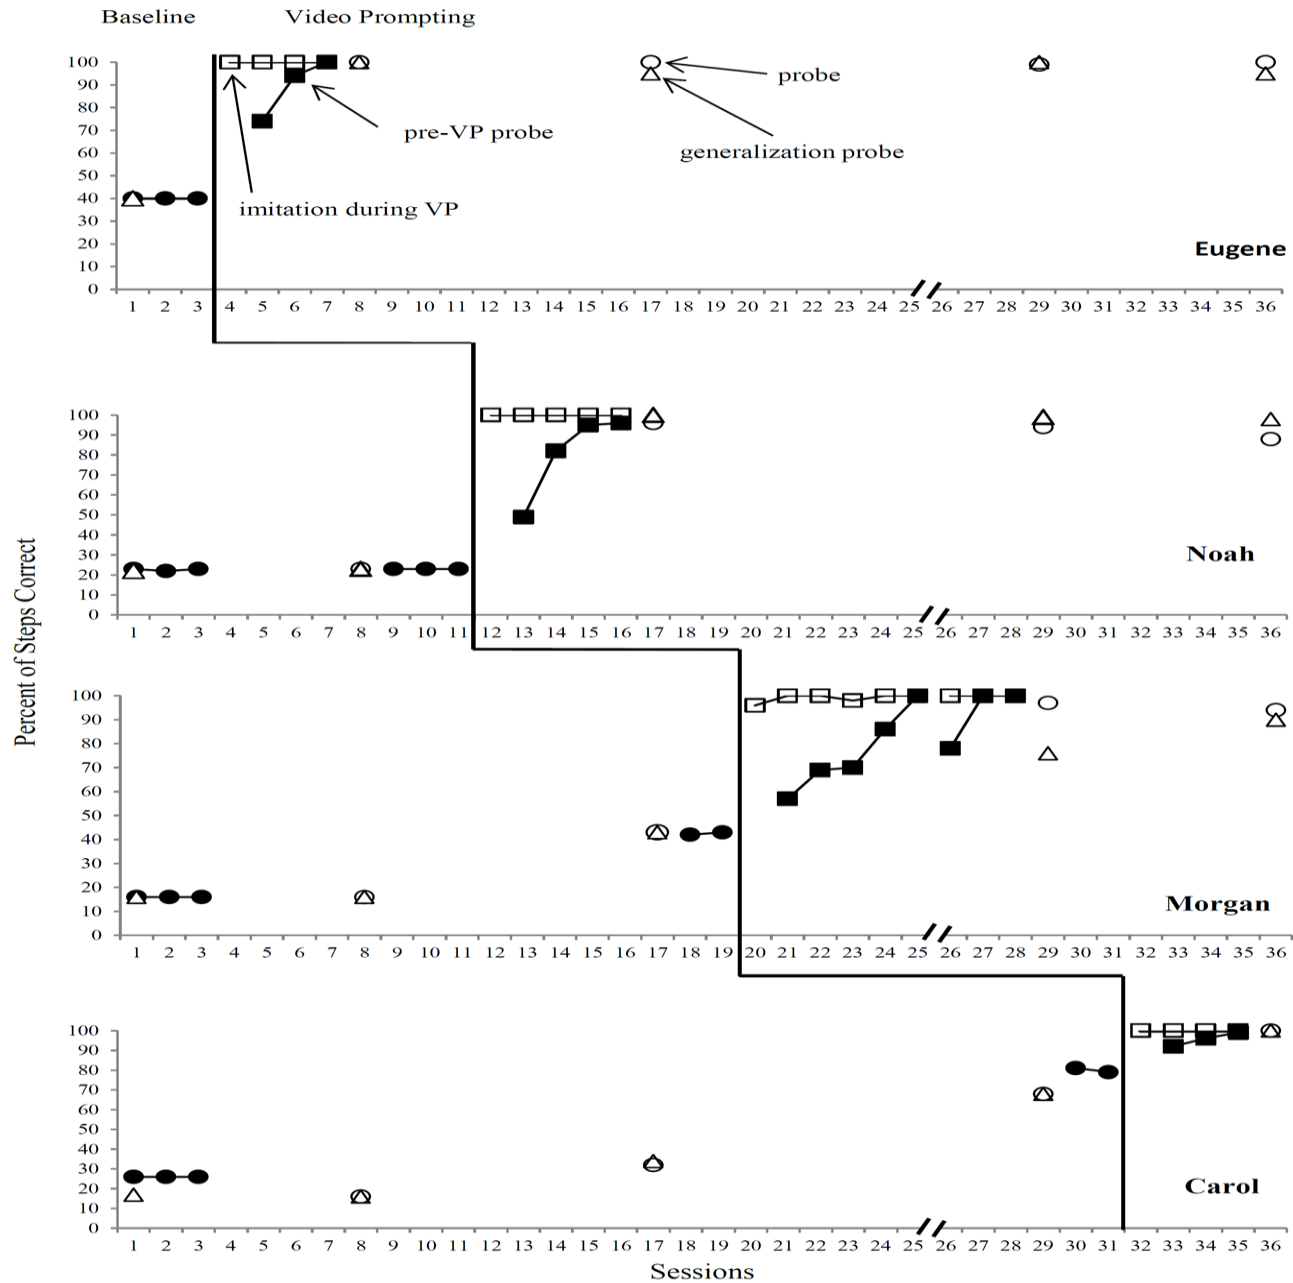 Baseline Video Prompting
100
90
80
70
60
50
40
30
20
10
0
probe
pre-VP probe
generalization probe
imitation during VP
Eugene
1 2 3 4 5 6 7 8 9 10 11 12 13 14 15 16 17 18 19 20 21 22 23 24 25 26 27 28 29 30 31 32 33 34 35 36
Percent of Steps Correct
100
90
80
70
60
50
40
30
20
10
0
Noah
1 2 3 4 5 6 7 8 9 10 11 12 13 14 15 16 17 18 19 20 21 22 23 24 25 26 27 28 29 30 31 32 33 34 35 36
100
90
80
70
60
50
40
30
20
10
0
Morgan
1 2 3 4 5 6 7 8 9 10 11 12 13 14 15 16 17 18 19 20 21 22 23 24 25 26 27 28 29 30 31 32 33 34 35 36
100
90
80
70
60
50
40
30
20
10
0
Carol
1 2 3 4 5 6 7 8 9 10 11 12 13 14 15 16 17 18 19 20 21 22 23 24 25 26 27 28 29 30 31 32 33 34 35 36
Sessions